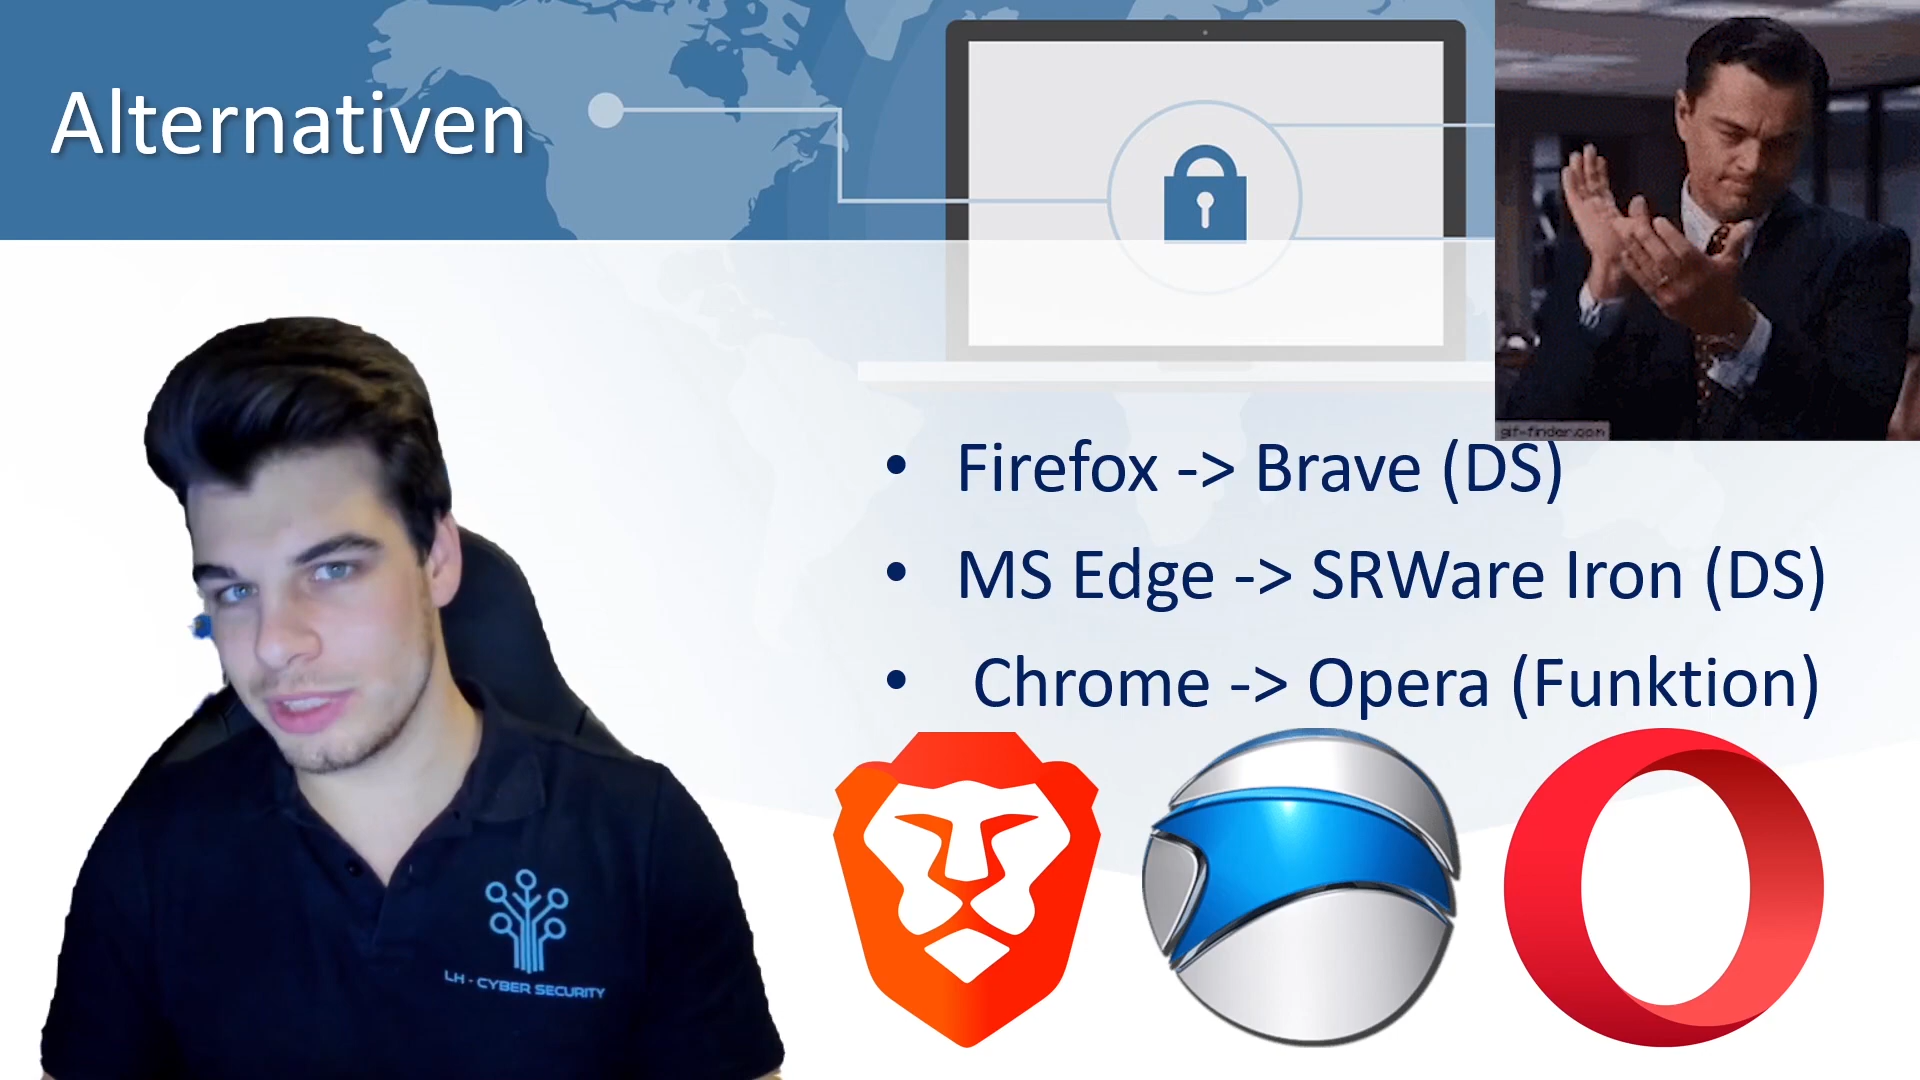 Alternativen
gif-finder.com
• Firefox -> Brave (DS)
• MS Edge -> SRWare Iron (DS)
• Chrome -> Opera (Funktion)
LH - CYBER SECURITY